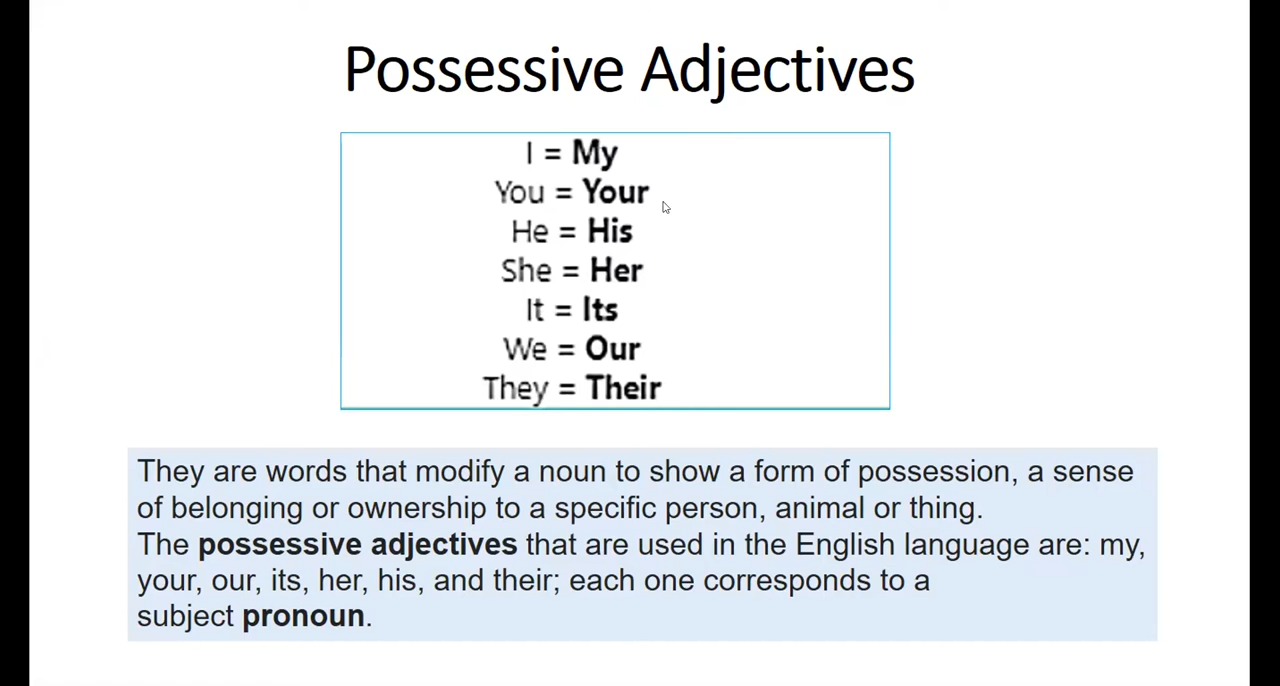 Possessive Adjectives
I = My
You = Your
He = His
She = Her
It = Its
We = Our
They = Their
They are words that modify a noun to show a form of possession, a sense
of belonging or ownership to a specific person, animal or thing.
The possessive adjectives that are used in the English language are: my,
your, our, its, her, his, and their; each one corresponds to a
subject pronoun.